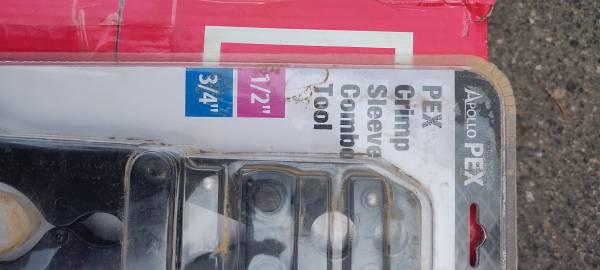 APOLLO PEX
PEX
Crimp
Sleeve
Combo
Tool
1/2"
3/4"